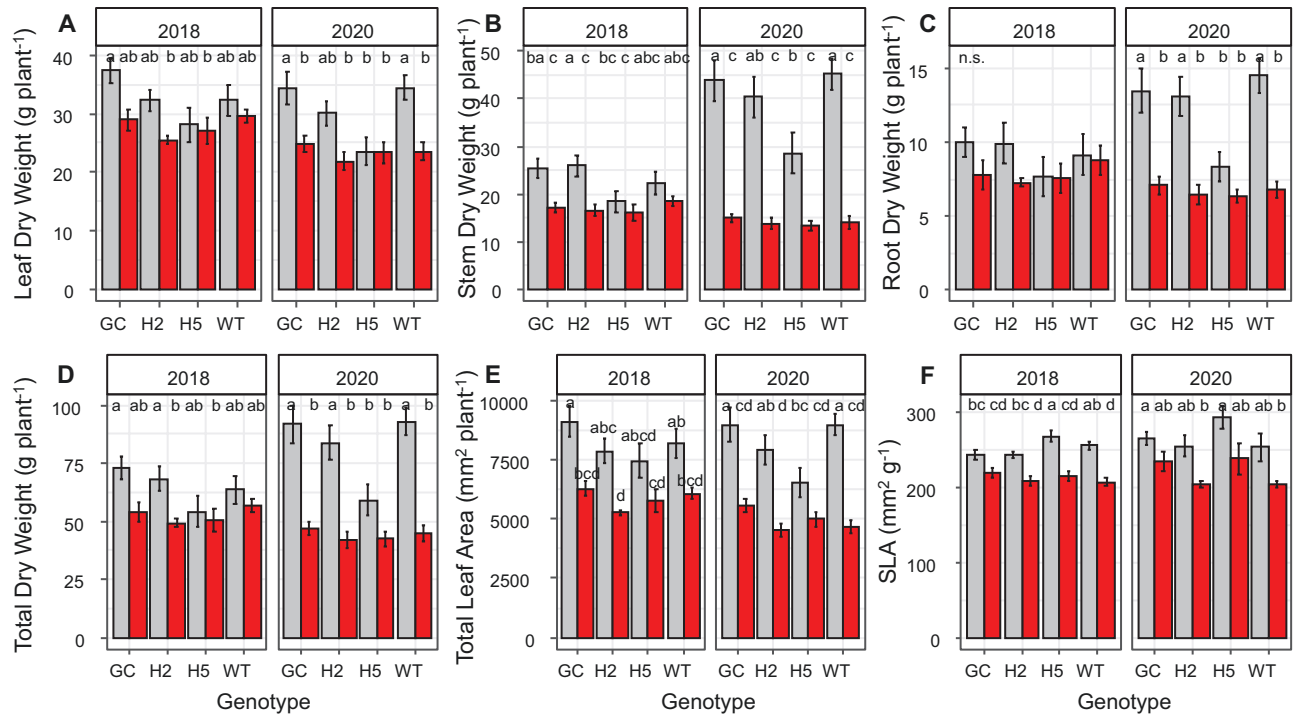 A
2018
2020
Leaf Dry Weight (g plant-1)
40
30
20
10
0
a ab ab b b b ab ab
a b ab b b b a b
GC H2 H5 WT
GC H2 H5 WT
B
2018
2020
Stem Dry Weight (g plant-1)
50
40
30
20
10
0
ba c a c bc c abc abc
a c ab c b c a c
GC H2 H5 WT
GC H2 H5 WT
C
2018
2020
Root Dry Weight (g plant-1)
15
10
5
0
n.s.
a b a b b b a b
GC H2 H5 WT
GC H2 H5 WT
D
2018
2020
Total Dry Weight (g plant-1)
100
75
50
25
0
a ab a b ab b ab ab
a b a b b b a b
GC H2 H5 WT
GC H2 H5 WT
Genotype
E
2018
2020
Total Leaf Area (mm2 plant-1)
10000
7500
5000
2500
0
a
abc abcd ab
bcd d cd bcd
a cd ab d bc cd a cd
GC H2 H5 WT
GC H2 H5 WT
Genotype
F
2018
2020
SLA (mm2 g-1)
300
200
100
0
bc cd bc d a cd ab d
a ab ab b a ab ab b
GC H2 H5 WT
GC H2 H5 WT
Genotype